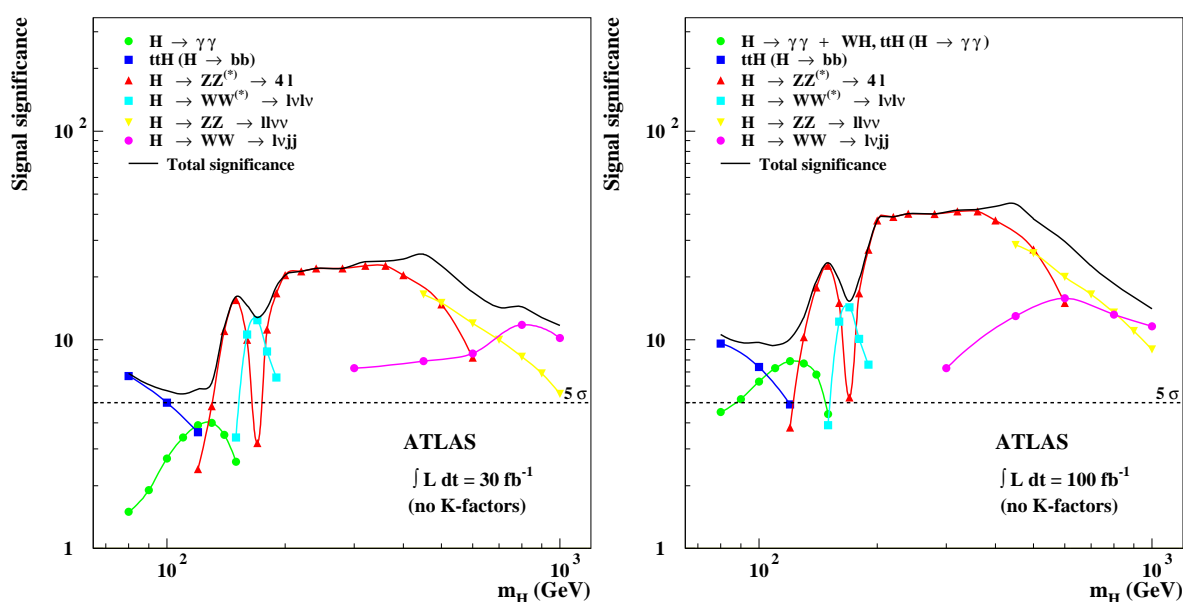 Signal significance
H → γγ
ttH (H → bb)
H → ZZ(*) → 4 l
H → WW(*) → lνlν
H → ZZ → llνν
H → WW → lνjj
Total significance
10 2
10
1
5 σ
ATLAS
∫ L dt = 30 fb-1
(no K-factors)
10 2
10 3
mH (GeV)
Signal significance
H → γγ + WH, ttH (H → γγ)
ttH (H → bb)
H → ZZ(*) → 4 l
H → WW(*) → lνlν
H → ZZ → llνν
H → WW → lνjj
Total significance
10 2
10
1
5 σ
ATLAS
∫ L dt = 100 fb-1
(no K-factors)
10 2
10 3
mH (GeV)